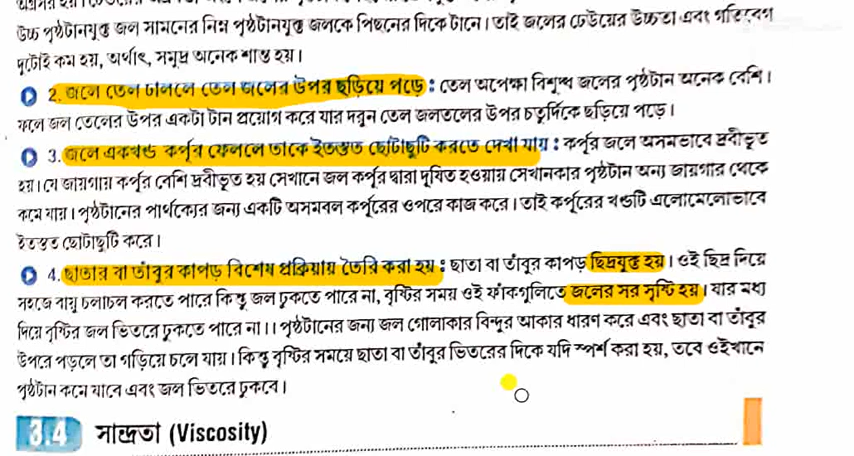 উচ্চ পৃষ্ঠটানযুক্ত জল সামনের নিম্ন পৃষ্ঠটানযুক্ত জলকে পিছনের দিকে টানে। তাই জলের ঢেউয়ের উচ্চতা এবং গতিবেগ
দুটোই কম হয়, অর্থাৎ, সমুদ্র অনেক শান্ত হয়।
2. জলে তেল ঢাললে তেল জলের উপর ছড়িয়ে পড়ে : তেল অপেক্ষা বিশুদ্ধ জলের পৃষ্ঠটান অনেক বেশি।
ফলে জল তেলের উপর একটা টান প্রয়োগ করে যার দরুন তেল জলতলের উপর চতুর্দিকে ছড়িয়ে পড়ে।
3. জলে একখন্ড কর্পূর ফেললে তাকে ইতস্তত ছোটাছুটি করতে দেখা যায় : কর্পূর জলে অসমভাবে দ্রবীভূত
হয়। যে জায়গায় কর্পূর বেশি দ্রবীভূত হয় সেখানে জল কর্পূর দ্বারা দূষিত হওয়ায় সেখানকার পৃষ্ঠটান অন্য জায়গার থেকে
কমে যায়। পৃষ্ঠটানের পার্থক্যের জন্য একটি অসমবল কর্পূরের ওপরে কাজ করে। তাই কর্পূরের খণ্ডটি এলোমেলোভাবে
ইতস্তত ছোটাছুটি করে।
4. ছাতার বা তাঁবুর কাপড় বিশেষ প্রক্রিয়ায় তৈরি করা হয় : ছাতা বা তাঁবুর কাপড় ছিদ্রযুক্ত হয়। ওই ছিদ্র দিয়ে
সহজে বায়ু চলাচল করতে পারে কিন্তু জল ঢুকতে পারে না, বৃষ্টির সময় ওই ফাঁকগুলিতে জলের সর সৃষ্টি হয়। যার মধ্য
দিয়ে বৃষ্টির জল ভিতরে ঢুকতে পারে না।। পৃষ্ঠটানের জন্য জল গোলাকার বিন্দুর আকার ধারণ করে এবং ছাতা বা তাঁবুর
উপরে পড়লে তা গড়িয়ে চলে যায়। কিন্তু বৃষ্টির সময়ে ছাতা বা তাঁবুর ভিতরের দিকে যদি স্পর্শ করা হয়, তবে ওইখানে
পৃষ্ঠটান কমে যাবে এবং জল ভিতরে ঢুকবে।
3.4 সান্দ্রতা (Viscosity)